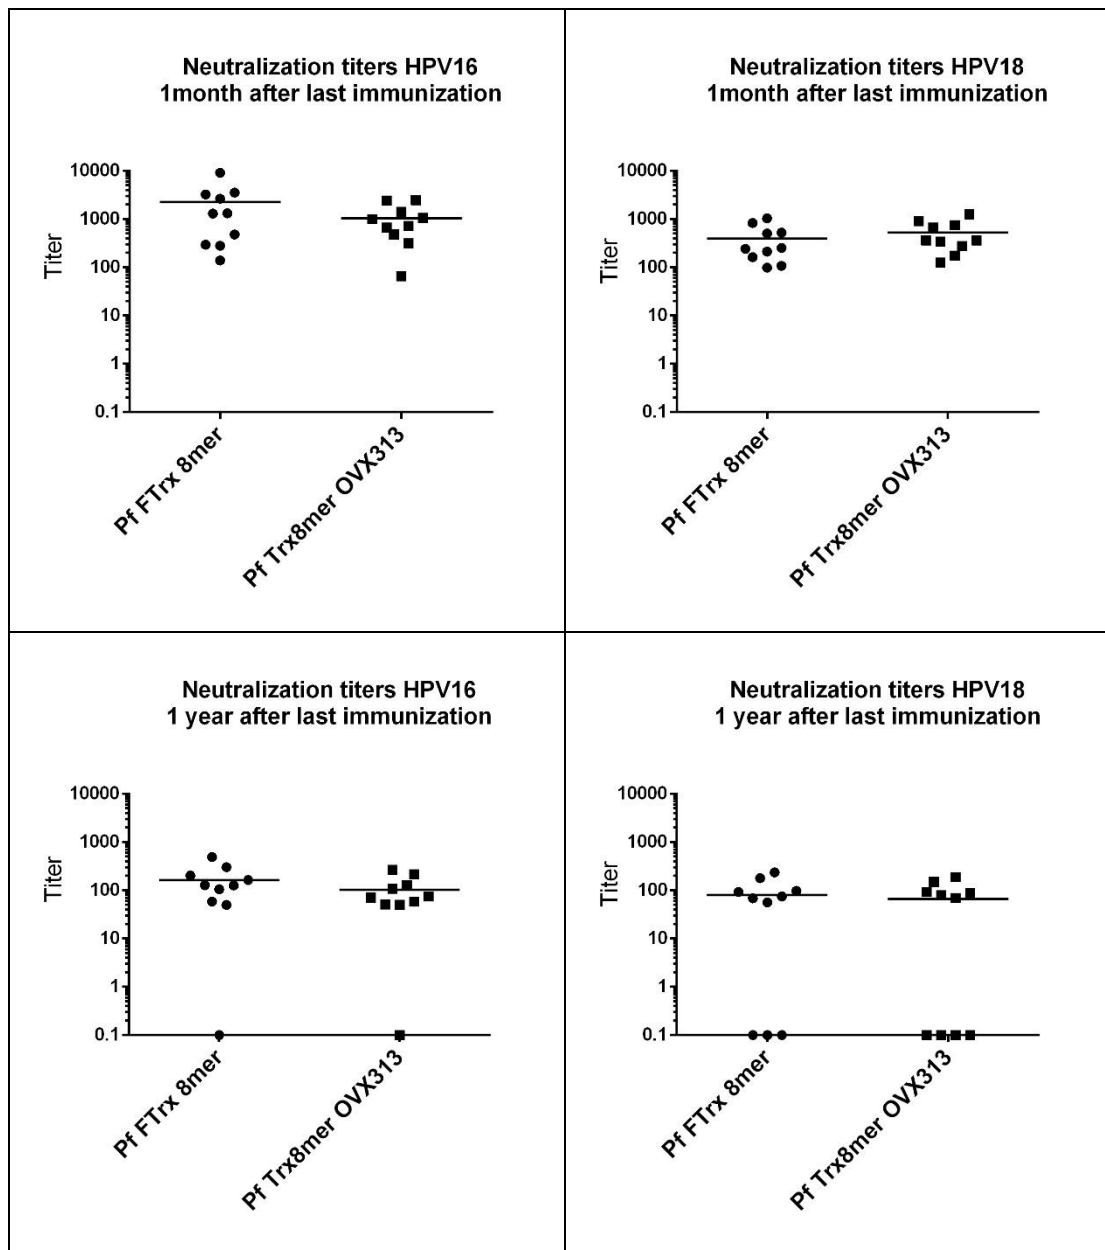 Neutralization titers HPV16
1month after last immunization
10000
1000
100
10
1
0.1
Titer
Pf FTrx 8mer
Pf Trx8mer OVX313
Neutralization titers HPV18
1month after last immunization
10000
1000
100
10
1
0.1
Titer
Pf FTrx 8mer
Pf Trx8mer OVX313
Neutralization titers HPV16
1 year after last immunization
10000
1000
100
10
1
0.1
Titer
Pf FTrx 8mer
Pf Trx8mer OVX313
Neutralization titers HPV18
1 year after last immunization
10000
1000
100
10
1
0.1
Titer
Pf FTrx 8mer
Pf Trx8mer OVX313